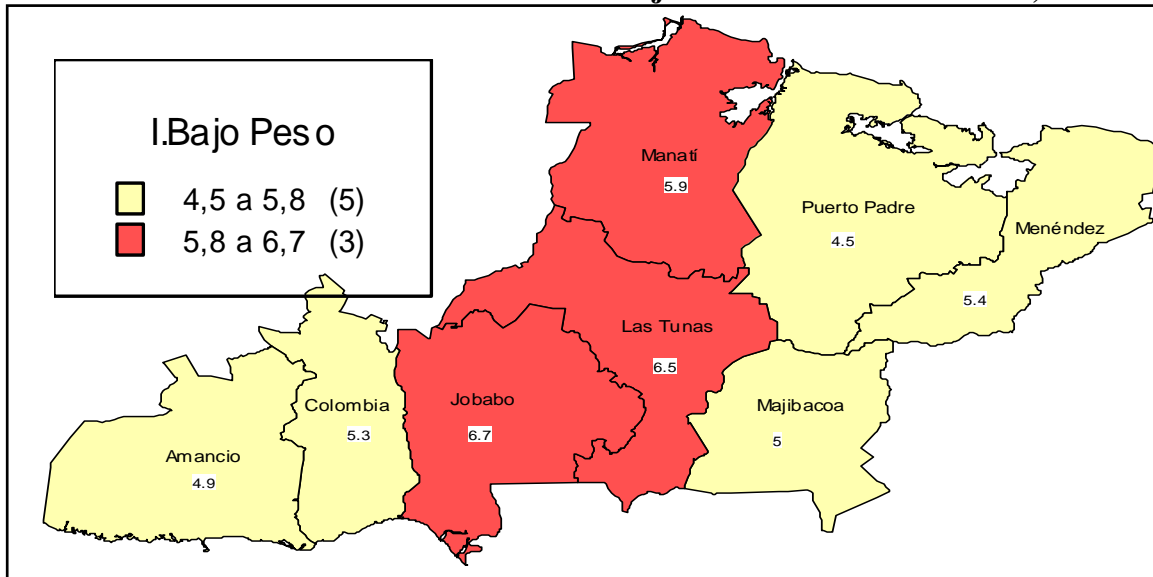 I.Bajo Peso
4,5 a 5,8 (5)
5,8 a 6,7 (3)
Manatí
5.9
Puerto Padre
4.5
Menéndez
5.4
Las Tunas
6.5
Majibacoa
5
Jobabo
6.7
Colombia
5.3
Amancio
4.9